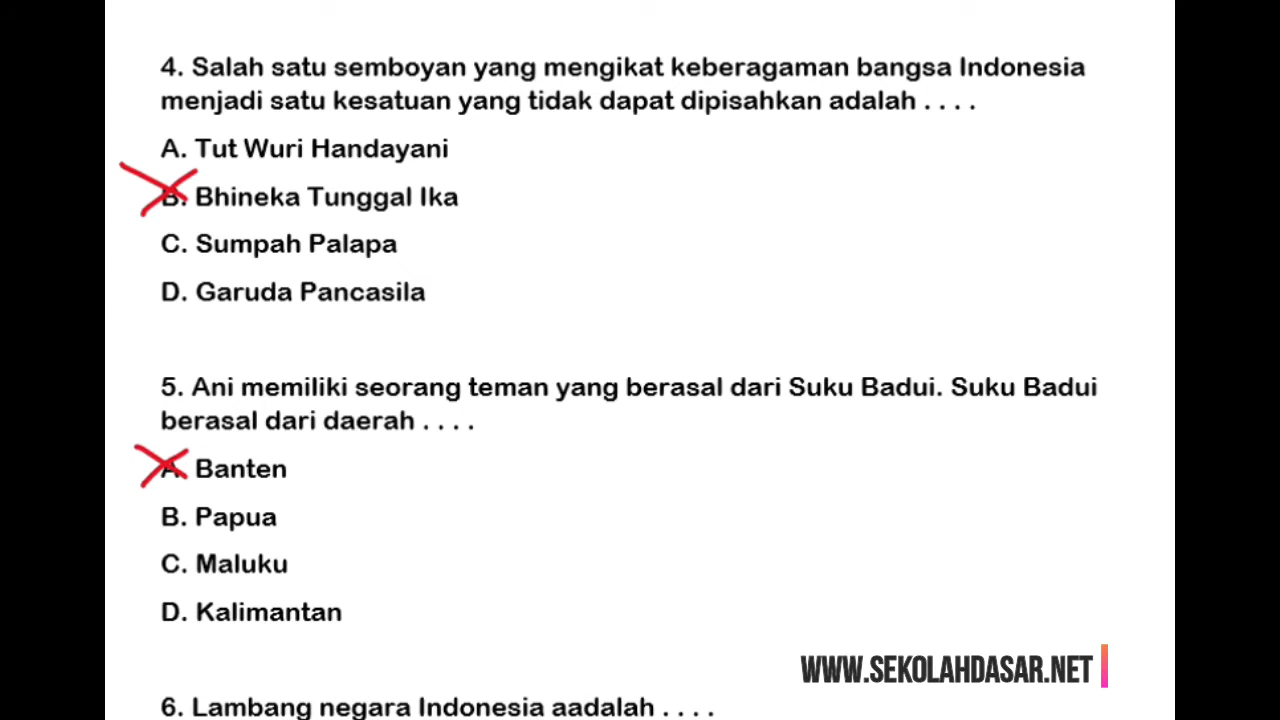 4. Salah satu semboyan yang mengikat keberagaman bangsa Indonesia
menjadi satu kesatuan yang tidak dapat dipisahkan adalah . . . .
A. Tut Wuri Handayani
B. Bhineka Tunggal Ika
C. Sumpah Palapa
D. Garuda Pancasila
5. Ani memiliki seorang teman yang berasal dari Suku Badui. Suku Badui
berasal dari daerah . . . .
A. Banten
B. Papua
C. Maluku
D. Kalimantan
WWW.SEKOLAHDASAR.NET
6. Lambang negara Indonesia aadalah . . . .